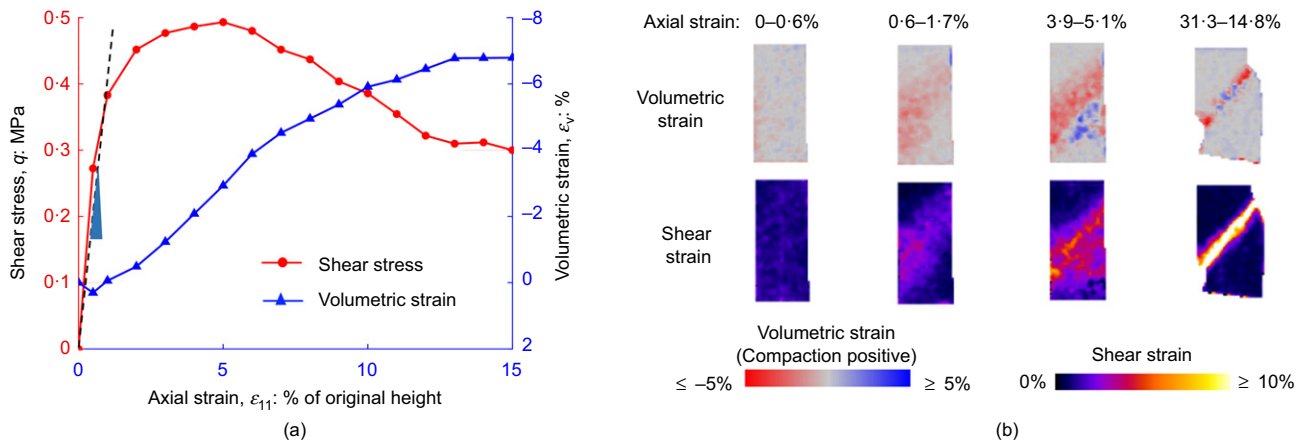 0·5
0·4
0·3
0·2
0·1
0
Shear stress, q: MPa
–8
–6
–4
–2
0
2
Volumetric strain, εv: %
Shear stress
Volumetric strain
0 5 10 15
Axial strain, ε11: % of original height
(a)
Axial strain: 0–0·6% 0·6–1·7% 3·9–5·1% 31·3–14·8%
Volumetric
strain
Shear
strain
Volumetric strain
(Compaction positive)
≤ –5% ≥ 5%
Shear strain
0% ≥ 10%
(b)